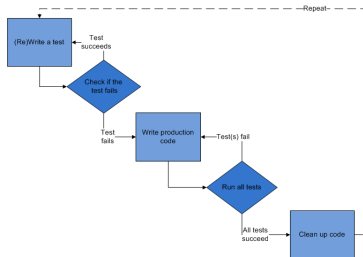 Repeat
(Re)Write a test
Test
succeeds
Check if the
test fails
Test
fails
Write production
code
Test(s) fail
Run all tests
All tests
succeed
Clean up code